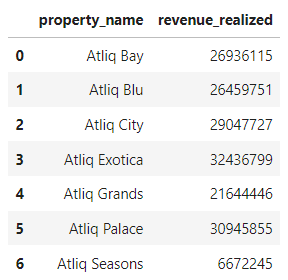 property_name revenue_realized
0 Atliq Bay 26936115
1 Atliq Blu 26459751
2 Atliq City 29047727
3 Atliq Exotica 32436799
4 Atliq Grands 21644446
5 Atliq Palace 30945855
6 Atliq Seasons 6672245